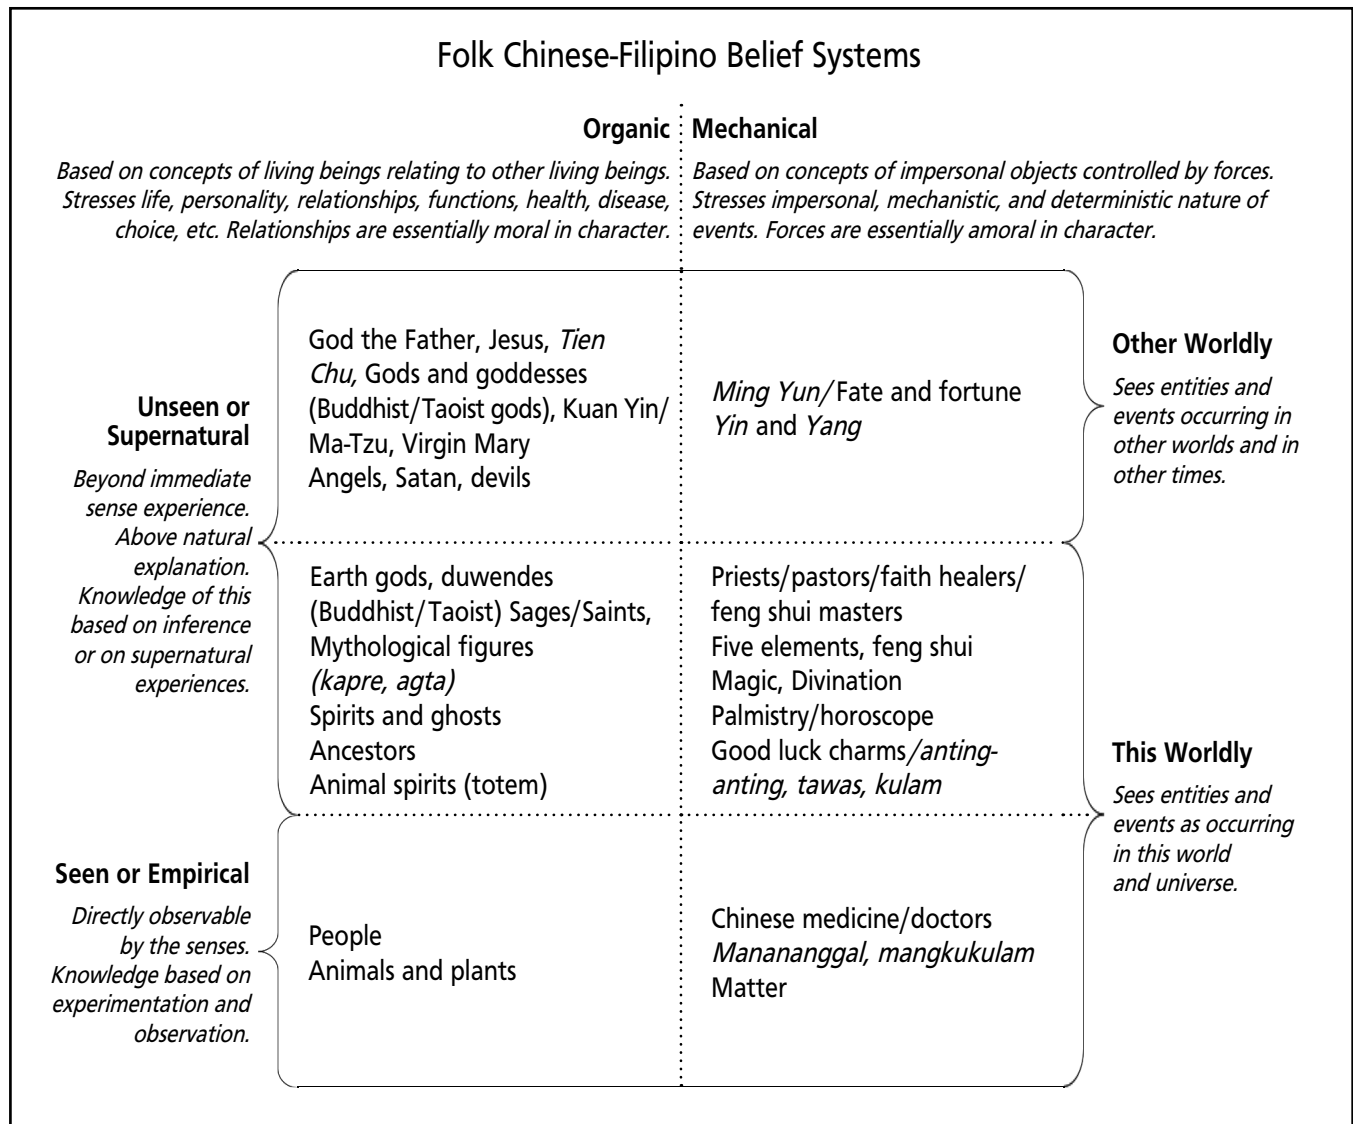 Folk Chinese-Filipino Belief Systems
Organic
Based on concepts of living beings relating to other living beings.
Stresses life, personality, relationships, functions, health, disease,
choice, etc. Relationships are essentially moral in character.
Mechanical
Based on concepts of impersonal objects controlled by forces.
Stresses impersonal, mechanistic, and deterministic nature of
events. Forces are essentially amoral in character.
Unseen or
Supernatural
Beyond immediate
sense experience.
Above natural
explanation.
Knowledge of this
based on inference
or on supernatural
experiences.
God the Father, Jesus, Tien
Chu, Gods and goddesses
(Buddhist/Taoist gods), Kuan Yin/
Ma-Tzu, Virgin Mary
Angels, Satan, devils
Ming Yun/Fate and fortune
Yin and Yang
Other Worldly
Sees entities and
events occurring in
other worlds and in
other times.
Earth gods, duwendes
(Buddhist/Taoist) Sages/Saints,
Mythological figures
(kapre, agta)
Spirits and ghosts
Ancestors
Animal spirits (totem)
Priests/pastors/faith healers/
feng shui masters
Five elements, feng shui
Magic, Divination
Palmistry/horoscope
Good luck charms/anting-
anting, tawas, kulam
This Worldly
Sees entities and
events as occurring
in this world
and universe.
Seen or Empirical
Directly observable
by the senses.
Knowledge based on
experimentation and
observation.
People
Animals and plants
Chinese medicine/doctors
Manananggal, mangkukulam
Matter